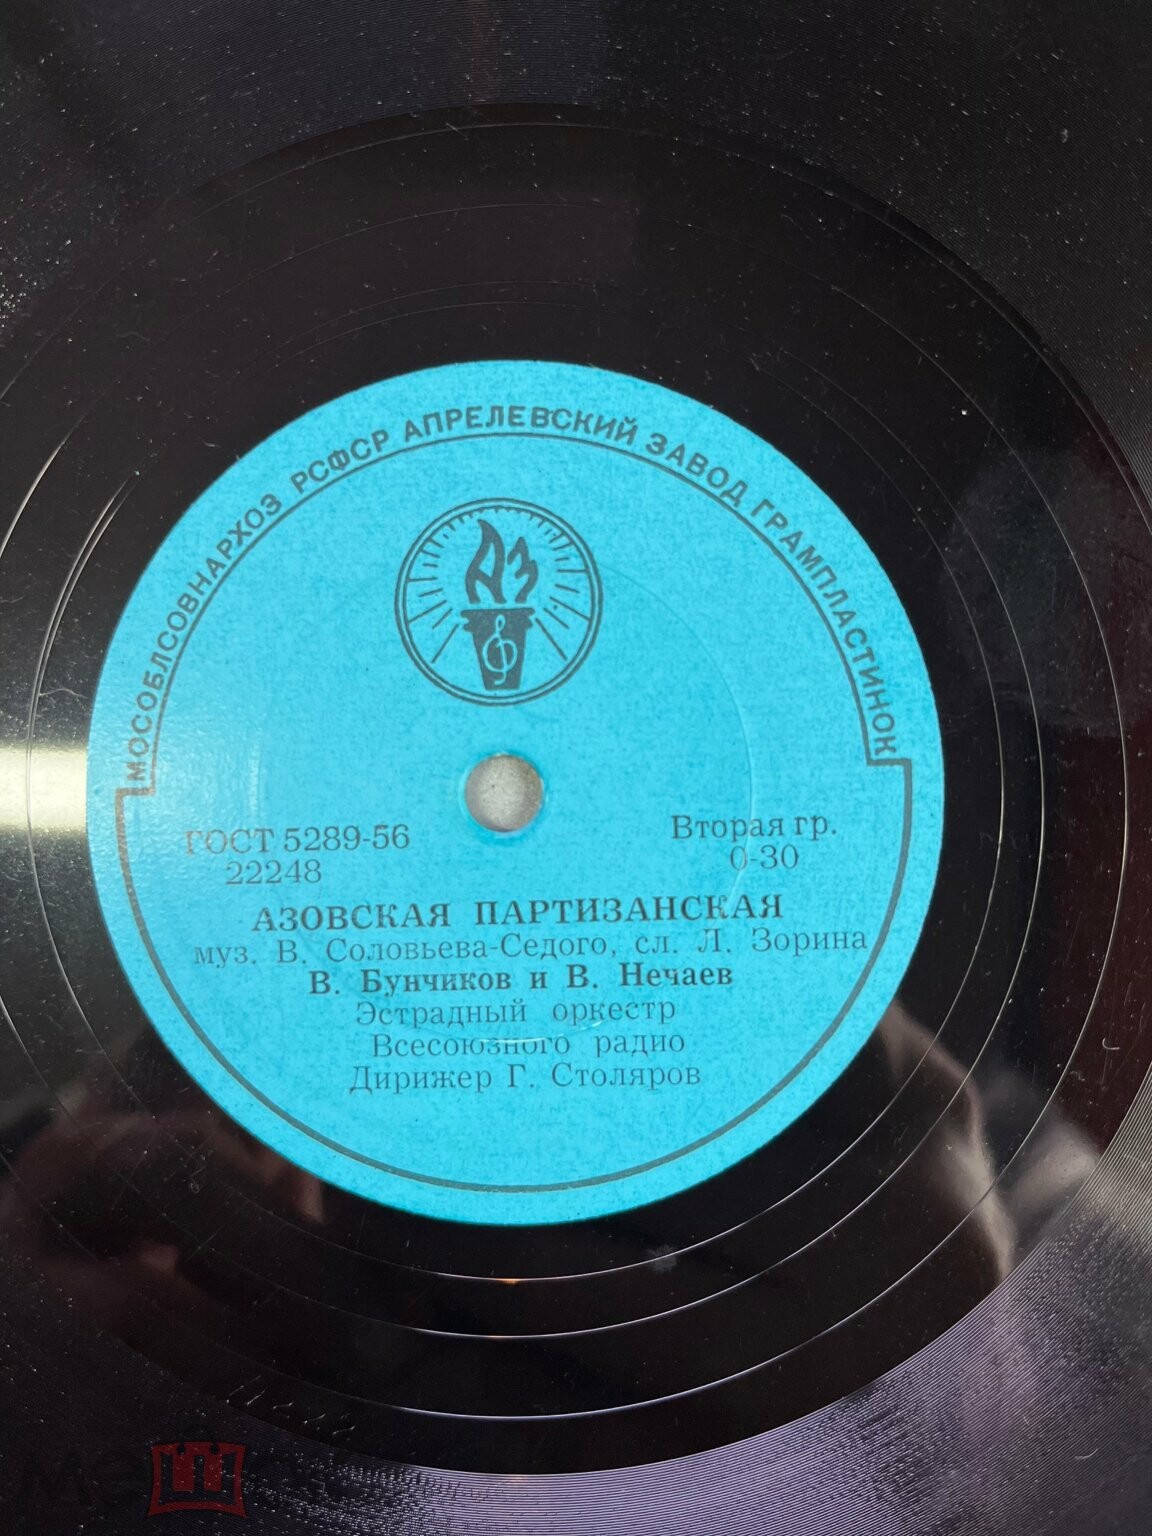 МОСОБЛСОВНАРХОЗ РСФСР АПРЕЛЕВСКИЙ ЗАВОД ГРАМПЛАСТИНОК
АЗ
ГОСТ 5289-56
22248
Вторая гр.
0-30
АЗОВСКАЯ ПАРТИЗАНСКАЯ
муз. В. Соловьева-Седого, сл. Л. Зорина
В. Бунчиков и В. Нечаев
Эстрадный оркестр
Всесоюзного радио
Дирижер Г. Столяров